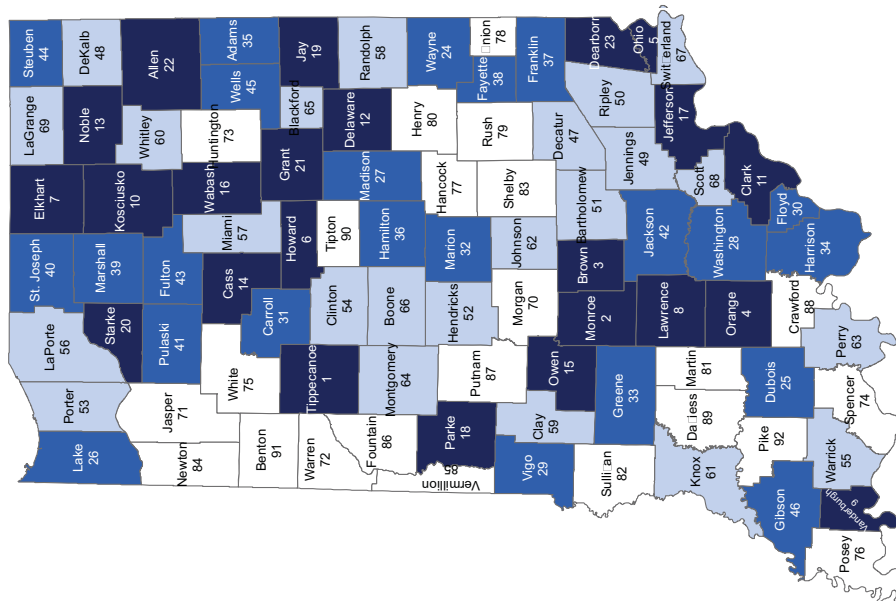 Lake
26
Porter
53
LaPorte
56
St. Joseph
40
Elkhart
7
LaGrange
69
Steuben
44
Starke
20
Marshall
39
Kosciusko
10
Noble
13
DeKalb
48
Newton
84
Jasper
71
Pulaski
41
Fulton
43
Whitley
60
Allen
22
Benton
91
White
75
Cass
14
Miami
57
Wabash
16
Huntington
73
Wells
45
Adams
35
Warren
72
Tippecanoe
1
Carroll
31
Howard
6
Grant
21
Blackford
65
Jay
19
Fountain
86
Montgomery
64
Clinton
54
Boone
66
Tipton
90
Hamilton
36
Madison
27
Delaware
12
Randolph
58
Vermillion
85
Parke
18
Putnam
87
Hendricks
52
Marion
32
Hancock
77
Henry
80
Wayne
24
Vigo
29
Clay
59
Owen
15
Morgan
70
Johnson
62
Shelby
83
Rush
79
Fayette
38
□nion
78
Franklin
37
Sulli□an
82
Greene
33
Monroe
2
Brown
3
Bartholomew
51
Decatur
47
Ripley
50
Dearborn
23
Ohio
5
Knox
61
Da□iess
89
Martin
81
Lawrence
8
Jackson
42
Jennings
49
Jefferson
17
Swit□erland
67
Gibson
46
Pike
92
Dubois
25
Orange
4
Washington
28
Scott
68
Clark
11
Posey
76
Vanderburgh
9
Warrick
55
Spencer
74
Perry
63
Crawford
88
Harrison
34
Floyd
30